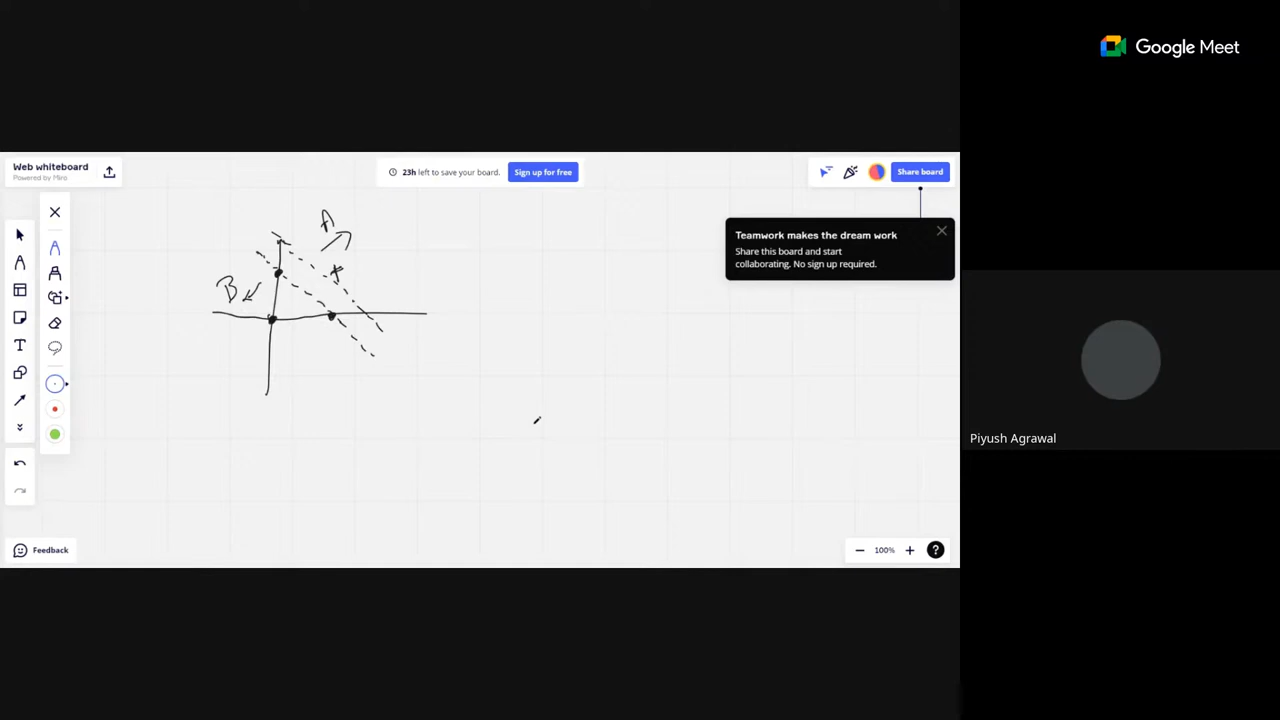 Google Meet
Web whiteboard
Powered by Miro
23h left to save your board.
Sign up for free
Share board
Teamwork makes the dream work
Share this board and start
collaborating. No sign up required.
A
B
x
T
Piyush Agrawal
Feedback
100%
?